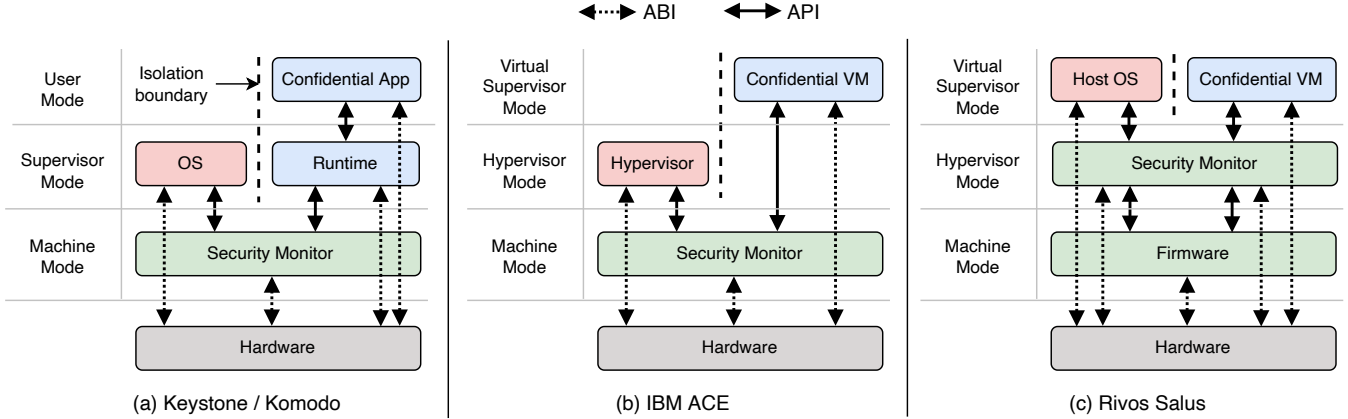 ABI API
User
Mode
Isolation
boundary
Confidential App
Supervisor
Mode
OS
Runtime
Machine
Mode
Security Monitor
Hardware
(a) Keystone / Komodo
Virtual
Supervisor
Mode
Confidential VM
Hypervisor
Mode
Hypervisor
Machine
Mode
Security Monitor
Hardware
(b) IBM ACE
Virtual
Supervisor
Mode
Host OS
Confidential VM
Hypervisor
Mode
Security Monitor
Machine
Mode
Firmware
Hardware
(c) Rivos Salus